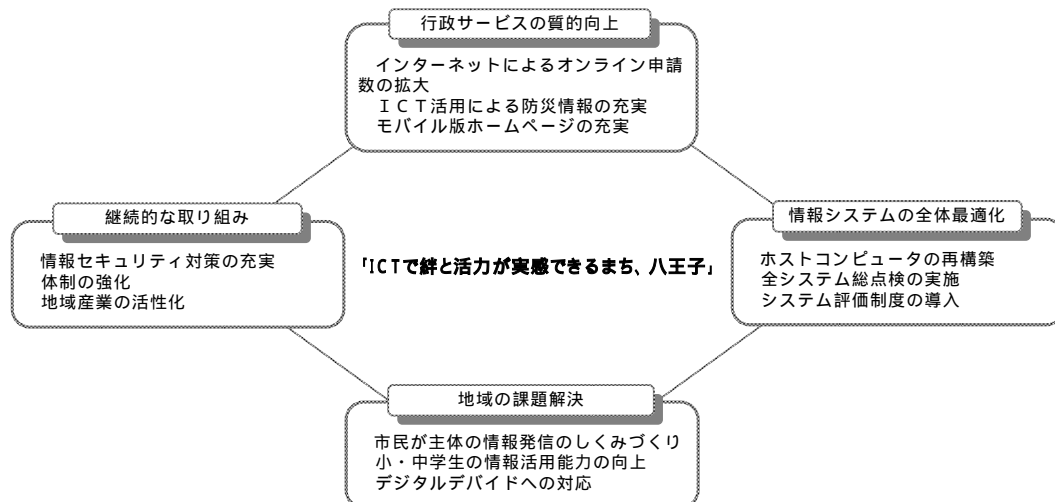 行政サービスの質的向上
インターネットによるオンライン申請
数の拡大
ＩＣＴ活用による防災情報の充実
モバイル版ホームページの充実
継続的な取り組み
情報セキュリティ対策の充実
体制の強化
地域産業の活性化
「ICTで絆と活力が実感できるまち、八王子」
情報システムの全体最適化
ホストコンピュータの再構築
全システム総点検の実施
システム評価制度の導入
地域の課題解決
市民が主体の情報発信のしくみづくり
小・中学生の情報活用能力の向上
デジタルデバイドへの対応